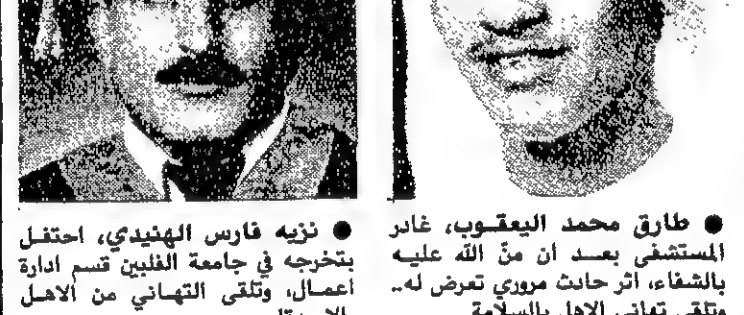 ● طارق محمد اليعقوب، غادر
المستشفى بعد ان منّ الله عليه
بالشفاء، اثر حادث مروري تعرض له..
وتلقى تهاني الاهل بالسلامة
● نزيه فارس الهنيدي، احتفل
بتخرجه في جامعة الفلبين قسم ادارة
اعمال، وتلقى التهاني من الاهل